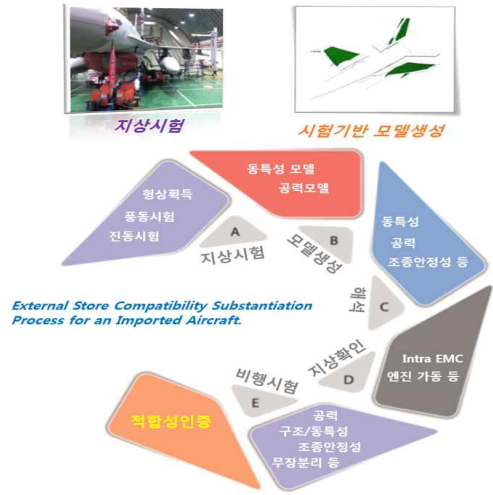 지상시험
시험기반 모델생성
형상획득
풍동시험
진동시험
동특성 모델
공력모델
동특성
공력
조종안정성 등
A
지상시험
B
모델생성
C
해석
External Store Compatibility Substantiation
Process for an Imported Aircraft.
Intra EMC
엔진 가동 등
D
지상확인
E
비행시험
적합성인증
공력
구조/동특성
조종안정성
무장분리 등